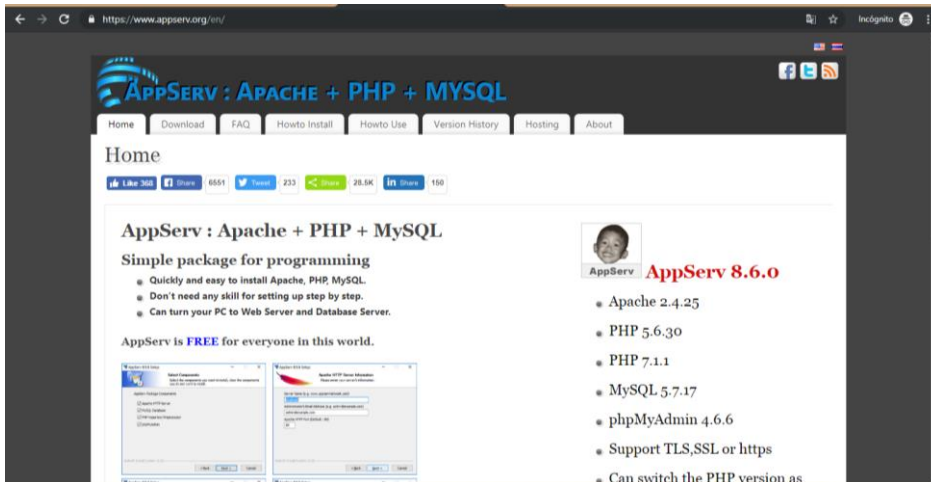 https://www.appserv.org/en/
Incógnito
AppServ : Apache + PHP + MYSQL
Home
Download
FAQ
Howto Install
Howto Use
Version History
Hosting
About
Home
Like 368
Share
6551
Tweet
233
Share
28.5K
in Share
150
AppServ : Apache + PHP + MySQL
Simple package for programming
Quickly and easy to install Apache, PHP, MySQL.
Don't need any skill for setting up step by step.
Can turn your PC to Web Server and Database Server.
AppServ is FREE for everyone in this world.
AppServ
AppServ 8.6.0
Apache 2.4.25
PHP 5.6.30
PHP 7.1.1
MySQL 5.7.17
phpMyAdmin 4.6.6
Support TLS,SSL or https
Can switch the PHP version as